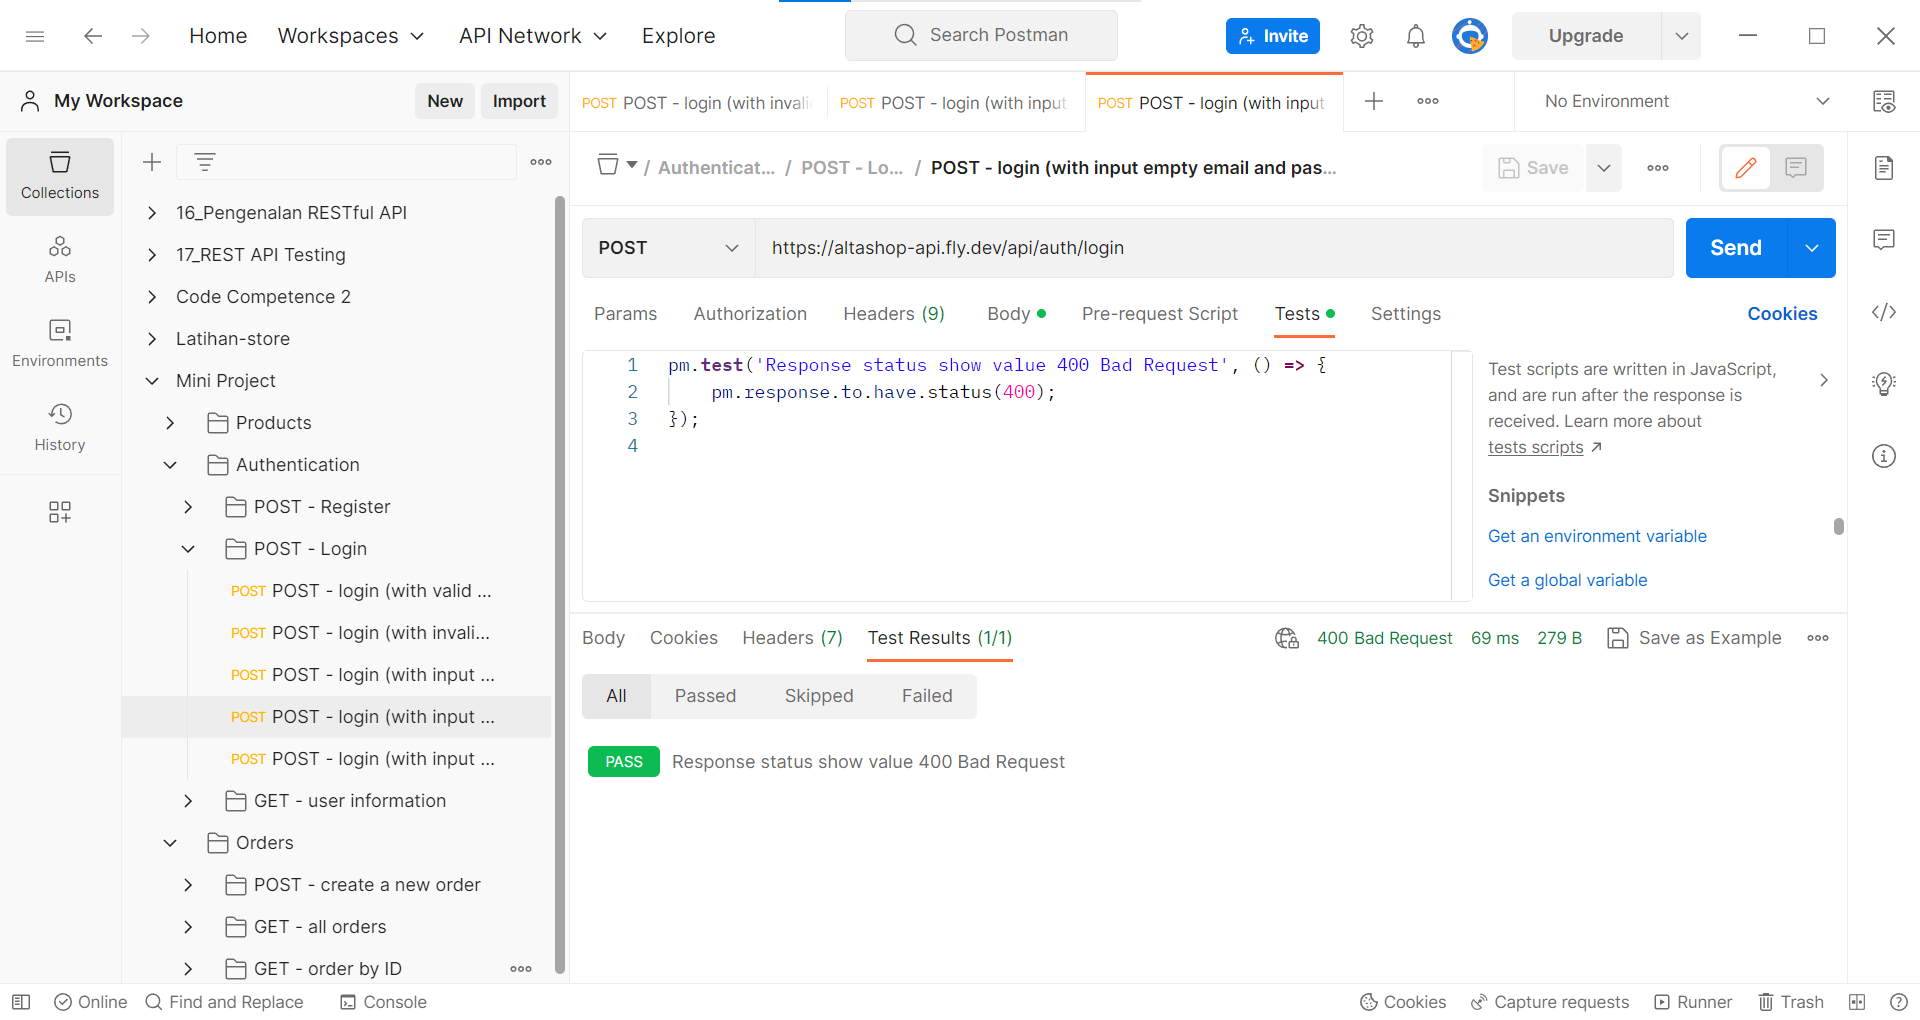 Home Workspaces API Network Explore Search Postman Invite Upgrade
My Workspace New Import
POST POST - login (with invali POST POST - login (with input POST POST - login (with input No Environment
Collections
APIs
Environments
History
16_Pengenalan RESTful API
17_REST API Testing
Code Competence 2
Latihan-store
Mini Project
Products
Authentication
POST - Register
POST - Login
POST POST - login (with valid ...
POST POST - login (with invali...
POST POST - login (with input ...
POST POST - login (with input ...
POST POST - login (with input ...
GET - user information
Orders
POST - create a new order
GET - all orders
GET - order by ID
/ Authenticat... / POST - Lo... / POST - login (with input empty email and pas... Save
POST https://altashop-api.fly.dev/api/auth/login Send
Params Authorization Headers (9) Body Pre-request Script Tests Settings Cookies
1 pm.test('Response status show value 400 Bad Request', () => {
2 pm.response.to.have.status(400);
3 });
4
Test scripts are written in JavaScript,
and are run after the response is
received. Learn more about
tests scripts ↗
Snippets
Get an environment variable
Get a global variable
Body Cookies Headers (7) Test Results (1/1) 400 Bad Request 69 ms 279 B Save as Example
All Passed Skipped Failed
PASS Response status show value 400 Bad Request
Online Find and Replace Console Cookies Capture requests Runner Trash